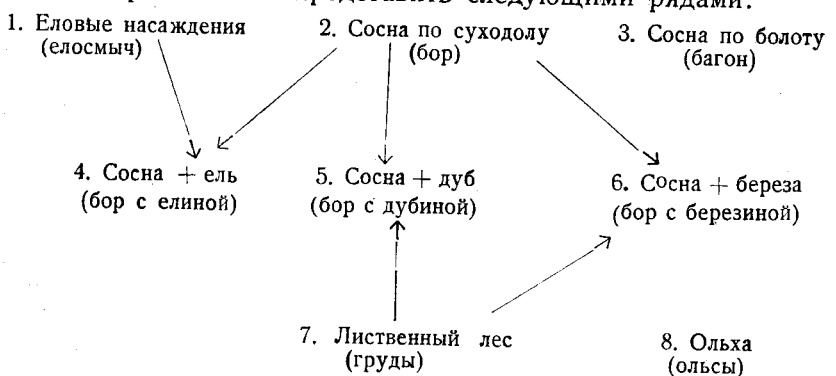 представить следующими рядами:
1. Еловые насаждения
(елосмыч)
2. Сосна по суходолу
(бор)
3. Сосна по болоту
(багон)
4. Сосна + ель
(бор с елиной)
5. Сосна + дуб
(бор с дубиной)
6. Сосна + береза
(бор с березиной)
7. Лиственный лес
(груды)
8. Ольха
(ольсы)